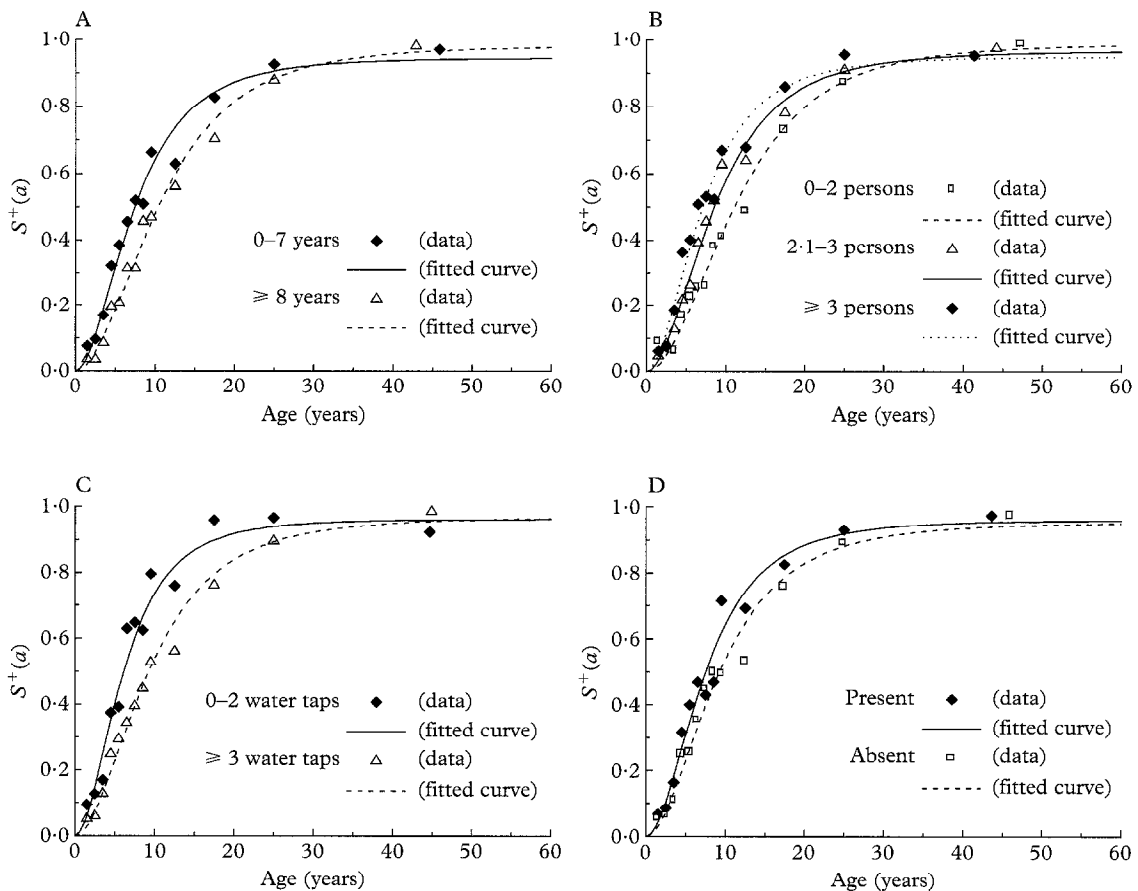 A
1·0
0·8
0·6
0·4
0·2
0·0
S⁺(a)
0–7 years (data)
(fitted curve)
⩾ 8 years (data)
(fitted curve)
0 10 20 30 40 50 60
Age (years)
B
1·0
0·8
0·6
0·4
0·2
0·0
S⁺(a)
0–2 persons (data)
(fitted curve)
2·1–3 persons (data)
(fitted curve)
⩾ 3 persons (data)
(fitted curve)
0 10 20 30 40 50 60
Age (years)
C
1·0
0·8
0·6
0·4
0·2
0·0
S⁺(a)
0–2 water taps (data)
(fitted curve)
⩾ 3 water taps (data)
(fitted curve)
0 10 20 30 40 50 60
Age (years)
D
1·0
0·8
0·6
0·4
0·2
0·0
S⁺(a)
Present (data)
(fitted curve)
Absent (data)
(fitted curve)
0 10 20 30 40 50 60
Age (years)